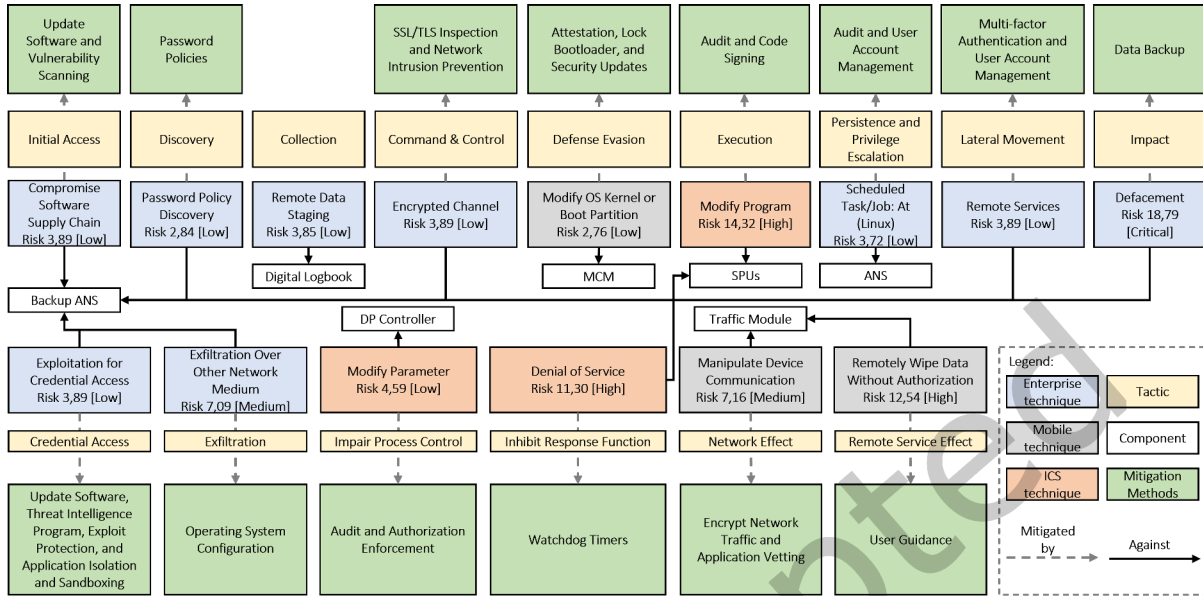 Update
Software and
Vulnerability
Scanning
Password
Policies
SSL/TLS Inspection
and Network
Intrusion Prevention
Attestation, Lock
Bootloader, and
Security Updates
Audit and Code
Signing
Audit and User
Account
Management
Multi-factor
Authentication and
User Account
Management
Data Backup
Initial Access
Discovery
Collection
Command & Control
Defense Evasion
Execution
Persistence and
Privilege
Escalation
Lateral Movement
Impact
Compromise
Software
Supply Chain
Risk 3,89 [Low]
Password Policy
Discovery
Risk 2,84 [Low]
Remote Data
Staging
Risk 3,85 [Low]
Encrypted Channel
Risk 3,89 [Low]
Modify OS Kernel or
Boot Partition
Risk 2,76 [Low]
Modify Program
Risk 14,32 [High]
Scheduled
Task/Job: At
(Linux)
Risk 3,72 [Low]
Remote Services
Risk 3,89 [Low]
Defacement
Risk 18,79
[Critical]
Digital Logbook
MCM
SPUs
ANS
Backup ANS
DP Controller
Traffic Module
Exploitation for
Credential Access
Risk 3,89 [Low]
Exfiltration Over
Other Network
Medium
Risk 7,09 [Medium]
Modify Parameter
Risk 4,59 [Low]
Denial of Service
Risk 11,30 [High]
Manipulate Device
Communication
Risk 7,16 [Medium]
Remotely Wipe Data
Without Authorization
Risk 12,54 [High]
Credential Access
Exfiltration
Impair Process Control
Inhibit Response Function
Network Effect
Remote Service Effect
Update Software,
Threat Intelligence
Program, Exploit
Protection, and
Application Isolation
and Sandboxing
Operating System
Configuration
Audit and Authorization
Enforcement
Watchdog Timers
Encrypt Network
Traffic and
Application Vetting
User Guidance
Legend:
Enterprise
technique
Tactic
Mobile
technique
Component
ICS
technique
Mitigation
Methods
Mitigated
by
Against